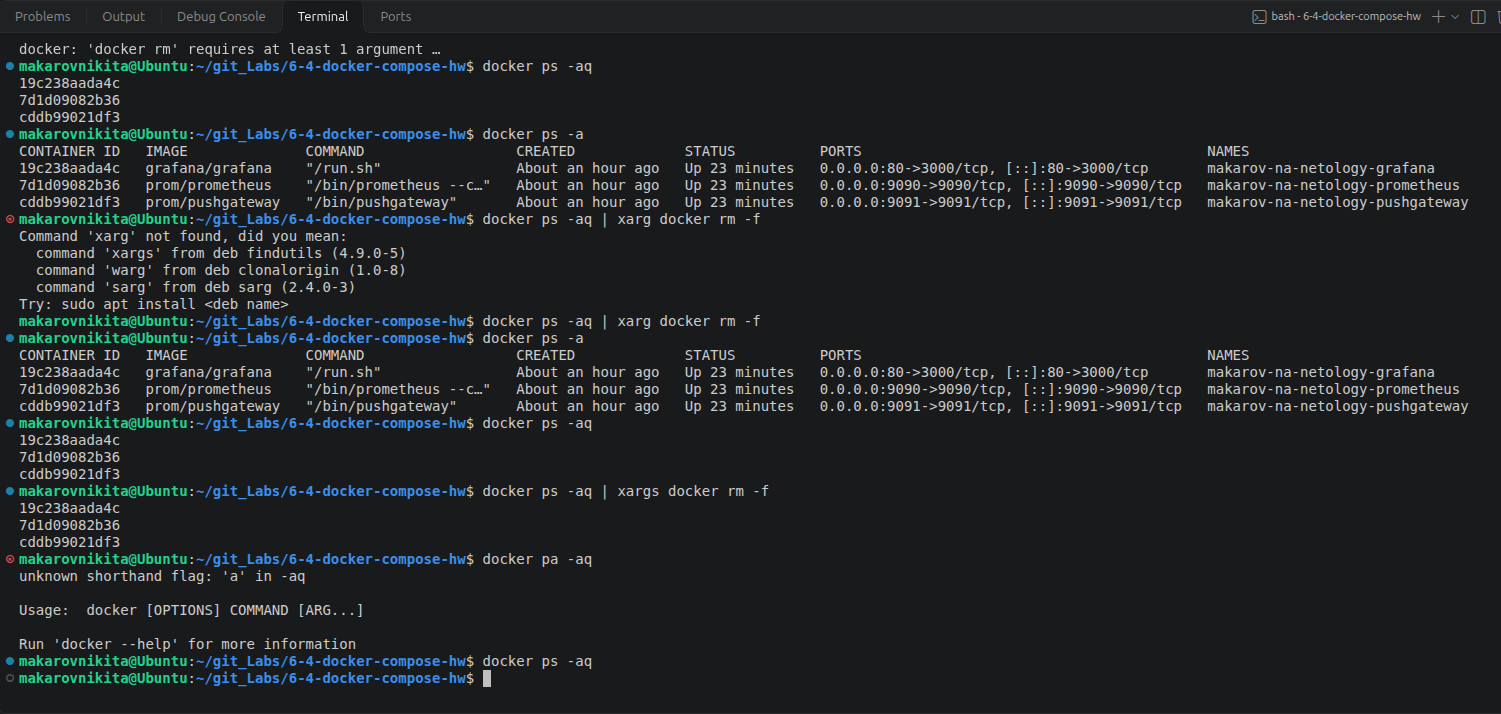 Problems Output Debug Console Terminal Ports bash - 6-4-docker-compose-hw
docker: 'docker rm' requires at least 1 argument …
makarovnikita@Ubuntu:~/git_Labs/6-4-docker-compose-hw$ docker ps -aq
19c238aada4c
7d1d09082b36
cddb99021df3
makarovnikita@Ubuntu:~/git_Labs/6-4-docker-compose-hw$ docker ps -a
CONTAINER ID   IMAGE              COMMAND                  CREATED             STATUS          PORTS                                         NAMES
19c238aada4c   grafana/grafana    "/run.sh"                About an hour ago   Up 23 minutes   0.0.0.0:80->3000/tcp, [::]:80->3000/tcp       makarov-na-netology-grafana
7d1d09082b36   prom/prometheus    "/bin/prometheus --c…"   About an hour ago   Up 23 minutes   0.0.0.0:9090->9090/tcp, [::]:9090->9090/tcp   makarov-na-netology-prometheus
cddb99021df3   prom/pushgateway   "/bin/pushgateway"       About an hour ago   Up 23 minutes   0.0.0.0:9091->9091/tcp, [::]:9091->9091/tcp   makarov-na-netology-pushgateway
makarovnikita@Ubuntu:~/git_Labs/6-4-docker-compose-hw$ docker ps -aq | xarg docker rm -f
Command 'xarg' not found, did you mean:
  command 'xargs' from deb findutils (4.9.0-5)
  command 'warg' from deb clonalorigin (1.0-8)
  command 'sarg' from deb sarg (2.4.0-3)
Try: sudo apt install <deb name>
makarovnikita@Ubuntu:~/git_Labs/6-4-docker-compose-hw$ docker ps -aq | xarg docker rm -f
makarovnikita@Ubuntu:~/git_Labs/6-4-docker-compose-hw$ docker ps -a
CONTAINER ID   IMAGE              COMMAND                  CREATED             STATUS          PORTS                                         NAMES
19c238aada4c   grafana/grafana    "/run.sh"                About an hour ago   Up 23 minutes   0.0.0.0:80->3000/tcp, [::]:80->3000/tcp       makarov-na-netology-grafana
7d1d09082b36   prom/prometheus    "/bin/prometheus --c…"   About an hour ago   Up 23 minutes   0.0.0.0:9090->9090/tcp, [::]:9090->9090/tcp   makarov-na-netology-prometheus
cddb99021df3   prom/pushgateway   "/bin/pushgateway"       About an hour ago   Up 23 minutes   0.0.0.0:9091->9091/tcp, [::]:9091->9091/tcp   makarov-na-netology-pushgateway
makarovnikita@Ubuntu:~/git_Labs/6-4-docker-compose-hw$ docker ps -aq
19c238aada4c
7d1d09082b36
cddb99021df3
makarovnikita@Ubuntu:~/git_Labs/6-4-docker-compose-hw$ docker ps -aq | xargs docker rm -f
19c238aada4c
7d1d09082b36
cddb99021df3
makarovnikita@Ubuntu:~/git_Labs/6-4-docker-compose-hw$ docker pa -aq
unknown shorthand flag: 'a' in -aq
Usage:  docker [OPTIONS] COMMAND [ARG...]
Run 'docker --help' for more information
makarovnikita@Ubuntu:~/git_Labs/6-4-docker-compose-hw$ docker ps -aq
makarovnikita@Ubuntu:~/git_Labs/6-4-docker-compose-hw$